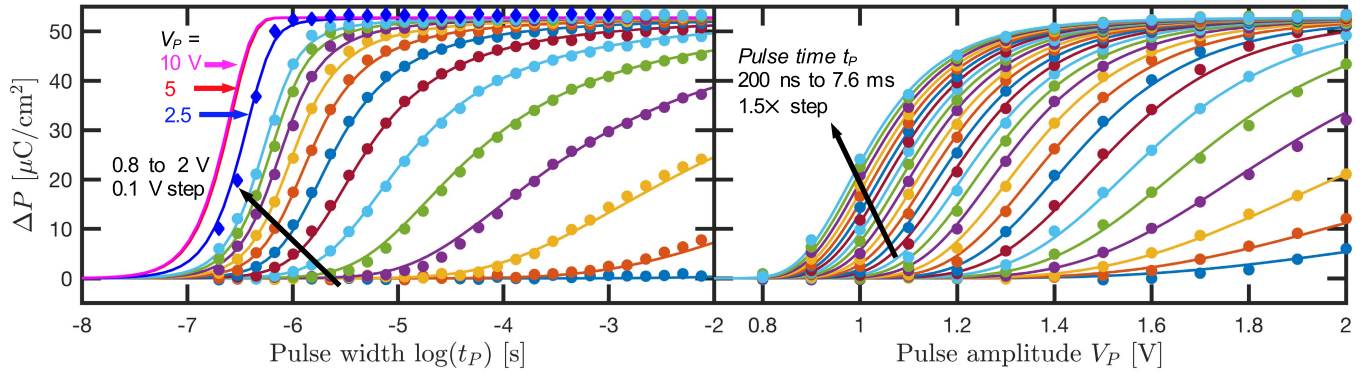 50
40
30
20
10
0
ΔP [μC/cm²]
V_P =
10 V
5
2.5
0.8 to 2 V
0.1 V step
-8 -7 -6 -5 -4 -3 -2
Pulse width log(t_P) [s]
Pulse time t_P
200 ns to 7.6 ms
1.5× step
0.8 1 1.2 1.4 1.6 1.8 2
Pulse amplitude V_P [V]